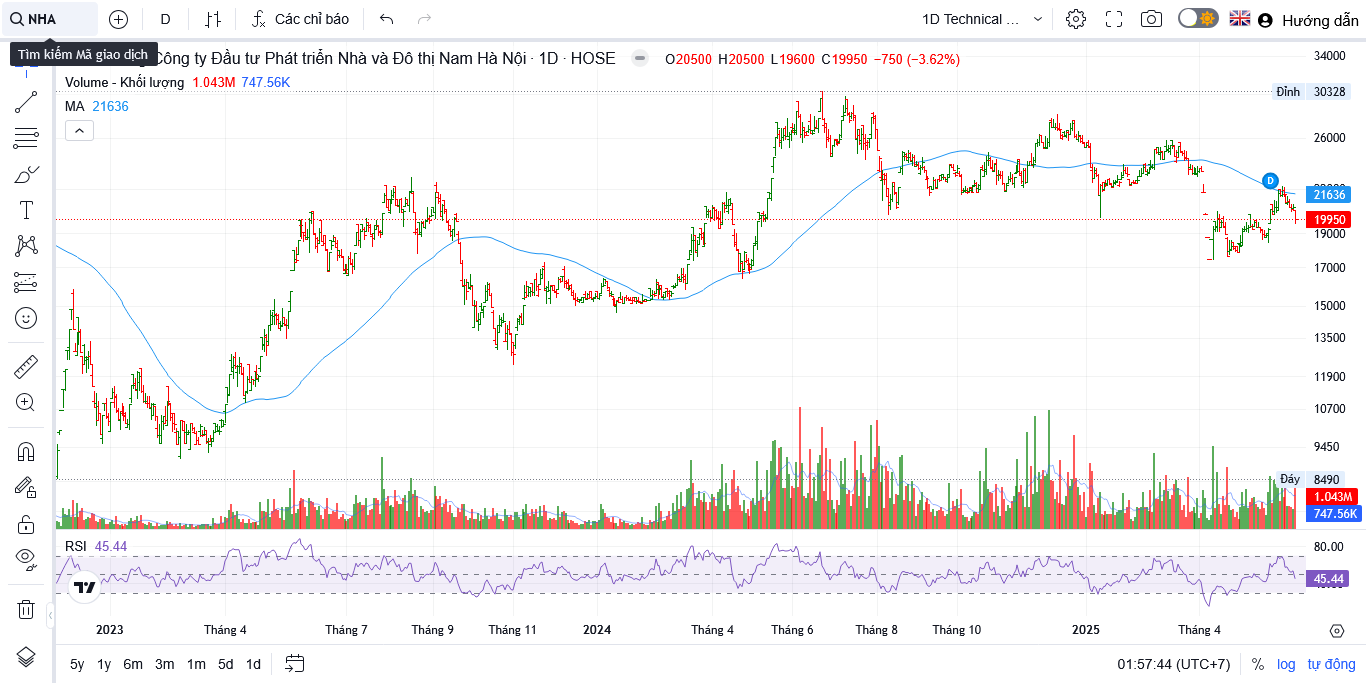 NHA
D
Các chỉ báo
1D Technical ...
Hướng dẫn
Tìm kiếm Mã giao dịch
Công ty Đầu tư Phát triển Nhà và Đô thị Nam Hà Nội · 1D · HOSE
O20500 H20500 L19600 C19950 −750 (−3.62%)
Volume - Khối lượng 1.043M 747.56K
MA 21636
34000
Đỉnh 30328
26000
D
21636
19950
19000
17000
15000
13500
11900
10700
9450
Đáy 8490
1.043M
747.56K
RSI 45.44
80.00
45.44
2023 Tháng 4 Tháng 7 Tháng 9 Tháng 11 2024 Tháng 4 Tháng 6 Tháng 8 Tháng 10 2025 Tháng 4
5y 1y 6m 3m 1m 5d 1d
01:57:44 (UTC+7) % log tự động